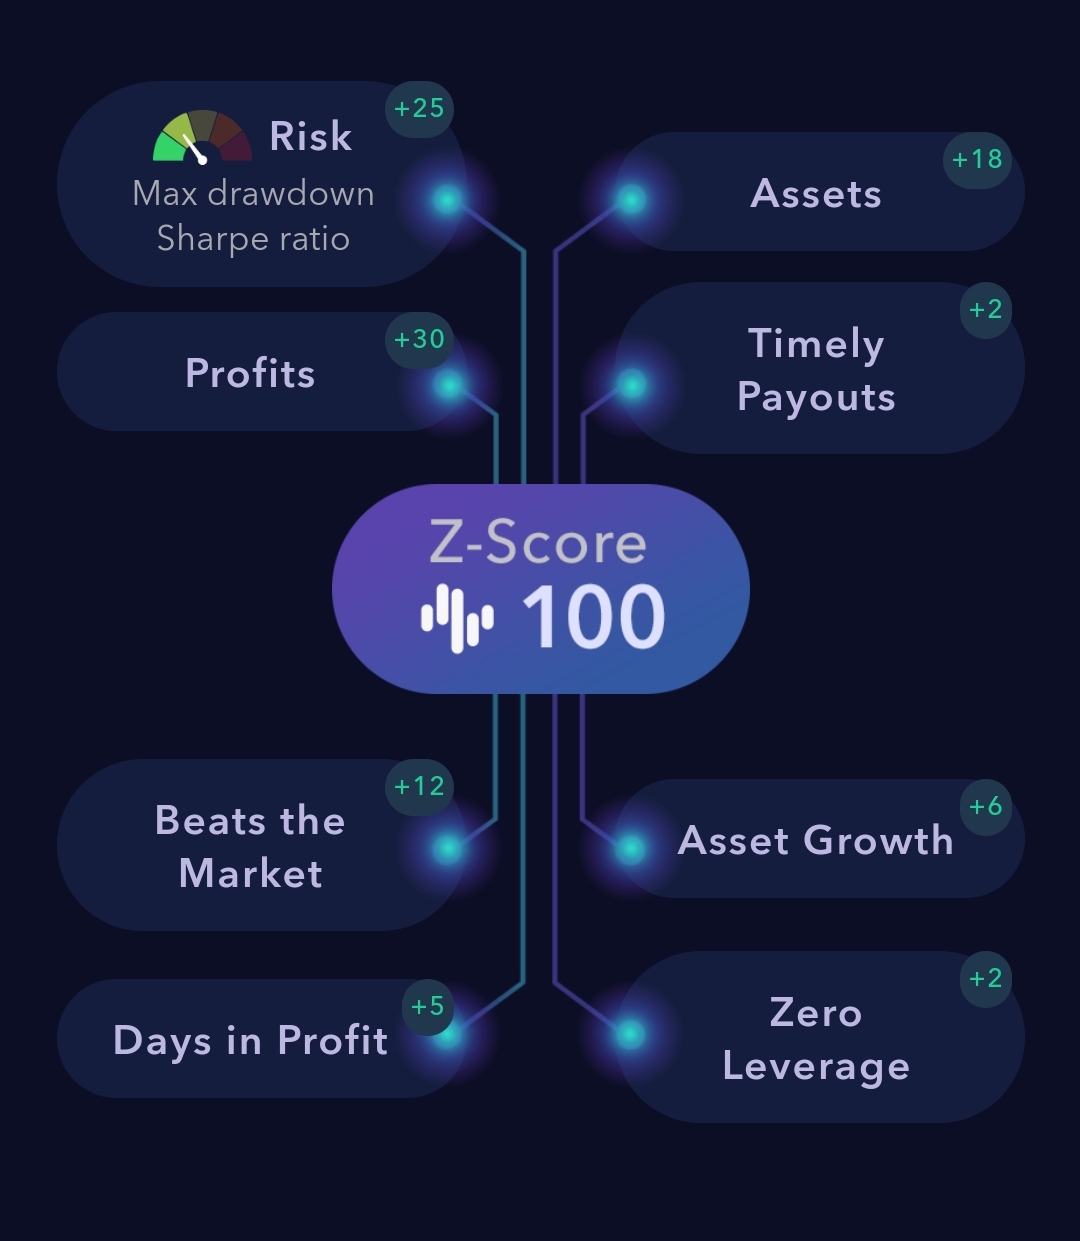 +25
Risk
Max drawdown
Sharpe ratio
+18
Assets
+30
Profits
+2
Timely
Payouts
Z-Score
100
+12
Beats the
Market
+6
Asset Growth
+5
Days in Profit
+2
Zero
Leverage